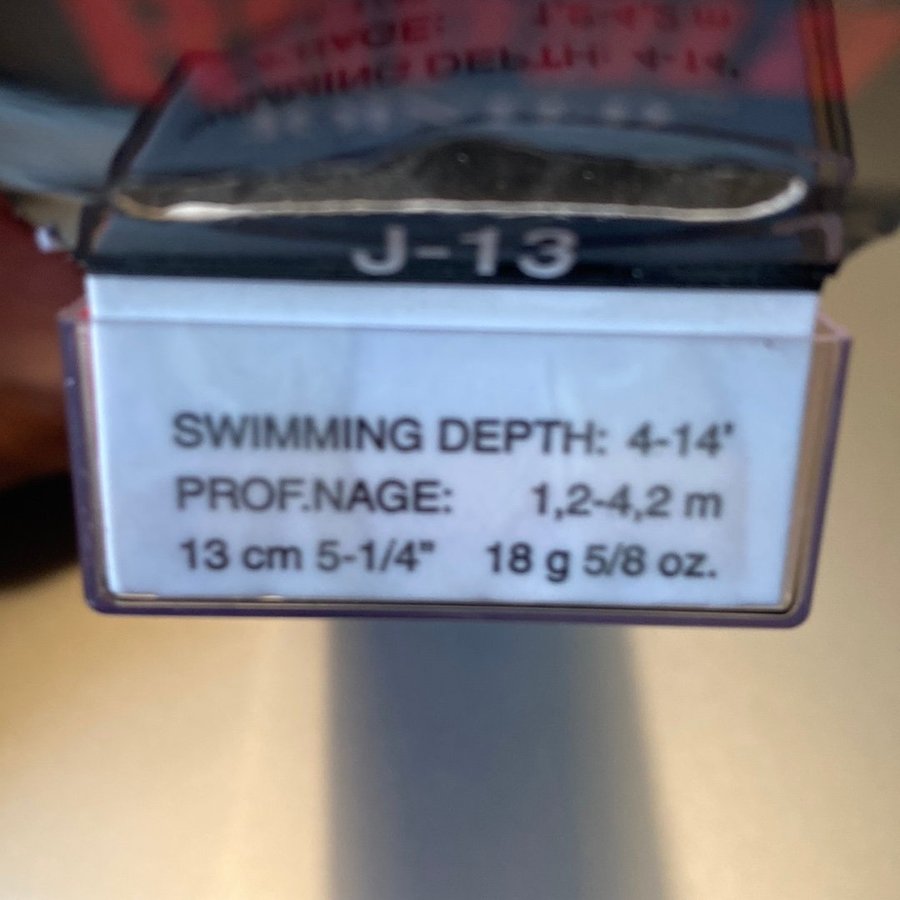 J-13
SWIMMING DEPTH: 4-14'
PROF.NAGE: 1,2-4,2 m
13 cm 5-1/4" 18 g 5/8 oz.